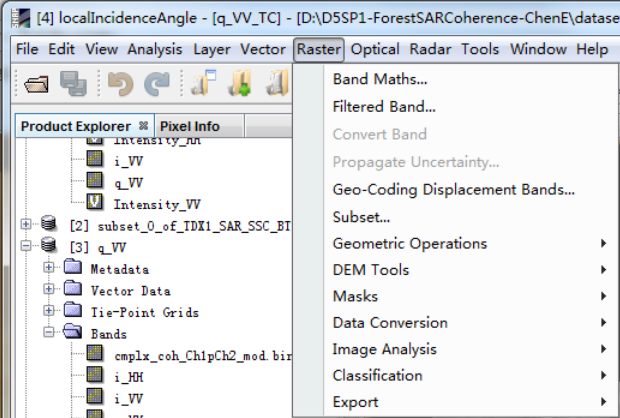 [4] localIncidenceAngle - [q_VV_TC] - [D:\D5SP1-ForestSARCoherence-ChenE\datase
File Edit View Analysis Layer Vector Raster Optical Radar Tools Window Help
Product Explorer Pixel Info
Intensity_HH
i_VV
q_VV
Intensity_VV
[2] subset_0_of_TDX1_SAR_SSC_BT
[3] q_VV
Metadata
Vector Data
Tie-Point Grids
Bands
cmplx_coh_Ch1pCh2_mod.bin
i_HH
i_VV
Band Maths...
Filtered Band...
Convert Band
Propagate Uncertainty...
Geo-Coding Displacement Bands...
Subset...
Geometric Operations
DEM Tools
Masks
Data Conversion
Image Analysis
Classification
Export